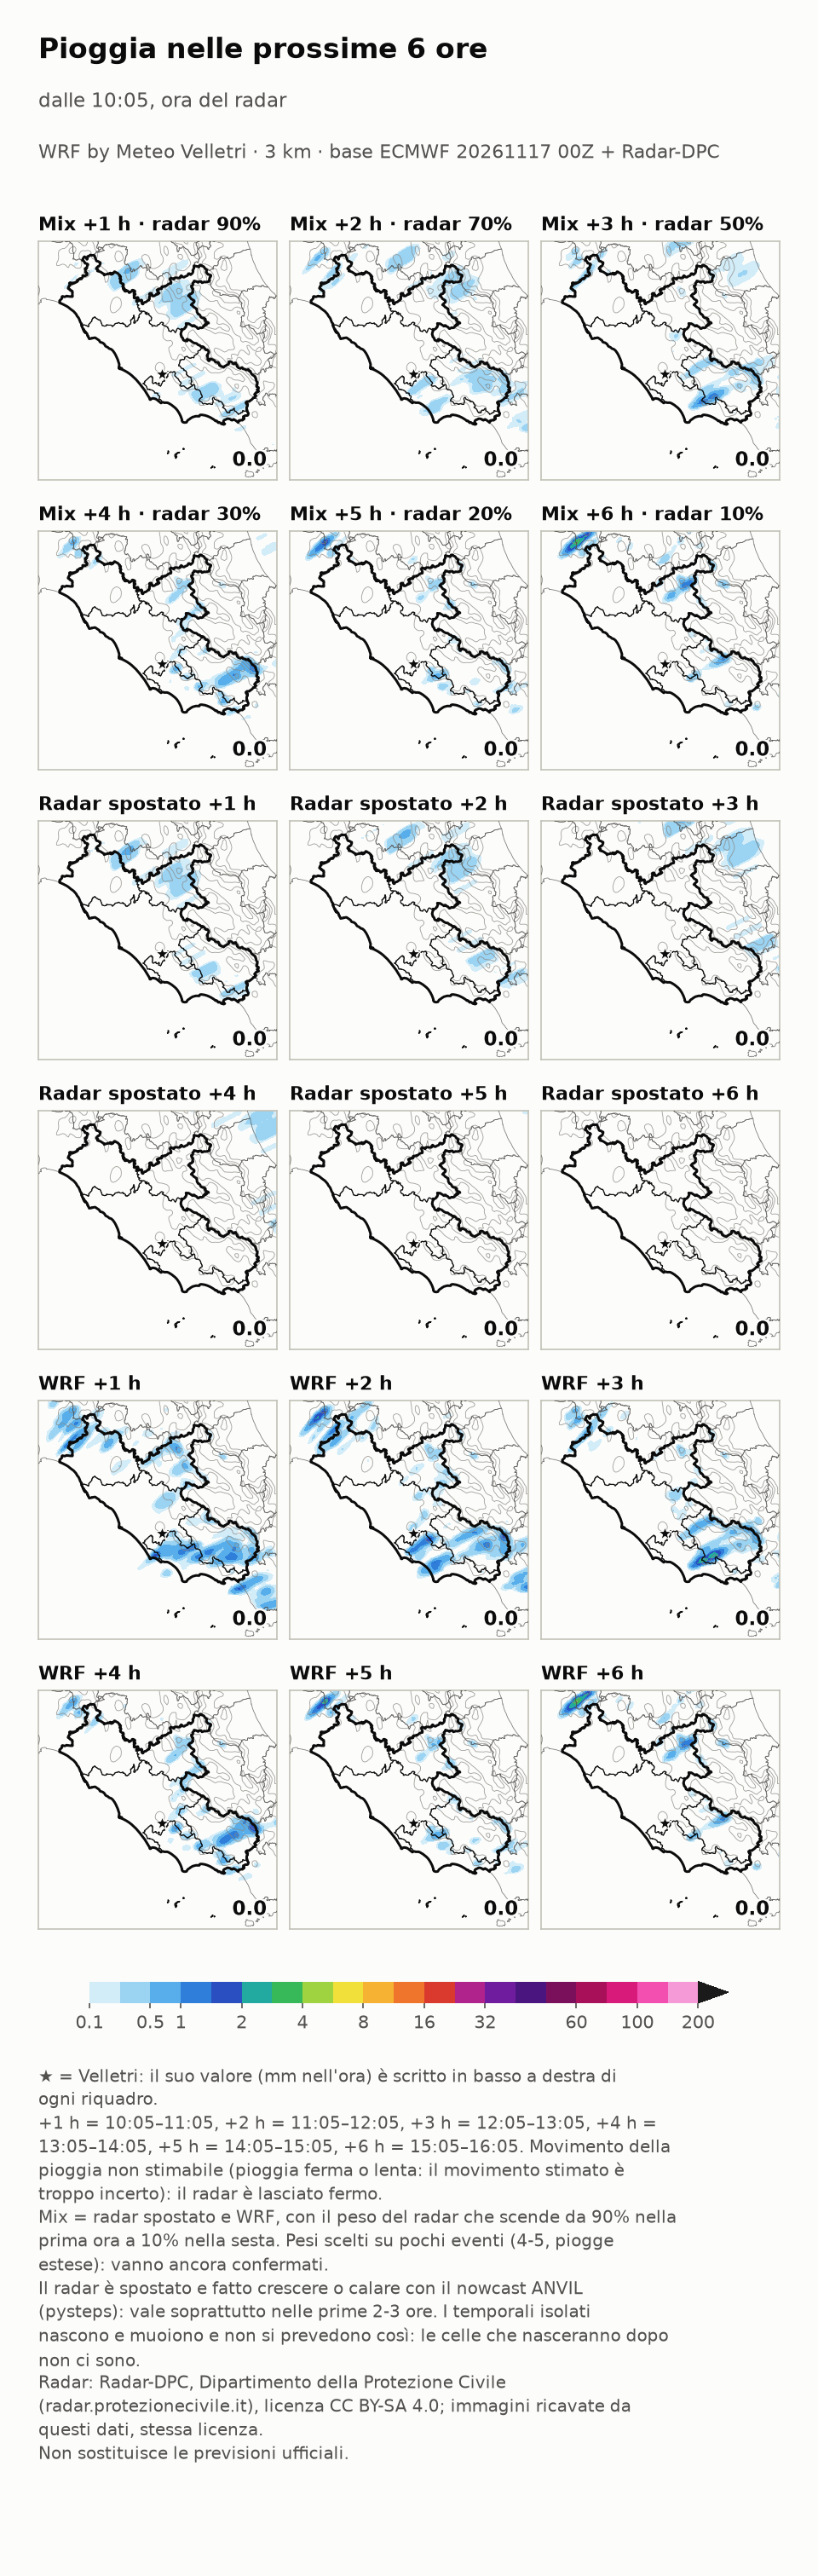 Pioggia nelle prossime 6 ore
dalle 10:05, ora del radar
WRF by Meteo Velletri · 3 km · base ECMWF 20261117 00Z + Radar-DPC
Mix +1 h · radar 90%
Mix +2 h · radar 70%
Mix +3 h · radar 50%
0.0
0.0
0.0
Mix +4 h · radar 30%
Mix +5 h · radar 20%
Mix +6 h · radar 10%
0.0
0.0
0.0
Radar spostato +1 h
Radar spostato +2 h
Radar spostato +3 h
0.0
0.0
0.0
Radar spostato +4 h
Radar spostato +5 h
Radar spostato +6 h
0.0
0.0
0.0
WRF +1 h
WRF +2 h
WRF +3 h
0.0
0.0
0.0
WRF +4 h
WRF +5 h
WRF +6 h
0.0
0.0
0.0
0.1 0.5 1 2 4 8 16 32 60 100 200
★ = Velletri: il suo valore (mm nell'ora) è scritto in basso a destra di
ogni riquadro.
+1 h = 10:05–11:05, +2 h = 11:05–12:05, +3 h = 12:05–13:05, +4 h =
13:05–14:05, +5 h = 14:05–15:05, +6 h = 15:05–16:05. Movimento della
pioggia non stimabile (pioggia ferma o lenta: il movimento stimato è
troppo incerto): il radar è lasciato fermo.
Mix = radar spostato e WRF, con il peso del radar che scende da 90% nella
prima ora a 10% nella sesta. Pesi scelti su pochi eventi (4-5, piogge
estese): vanno ancora confermati.
Il radar è spostato e fatto crescere o calare con il nowcast ANVIL
(pysteps): vale soprattutto nelle prime 2-3 ore. I temporali isolati
nascono e muoiono e non si prevedono così: le celle che nasceranno dopo
non ci sono.
Radar: Radar-DPC, Dipartimento della Protezione Civile
(radar.protezionecivile.it), licenza CC BY-SA 4.0; immagini ricavate da
questi dati, stessa licenza.
Non sostituisce le previsioni ufficiali.